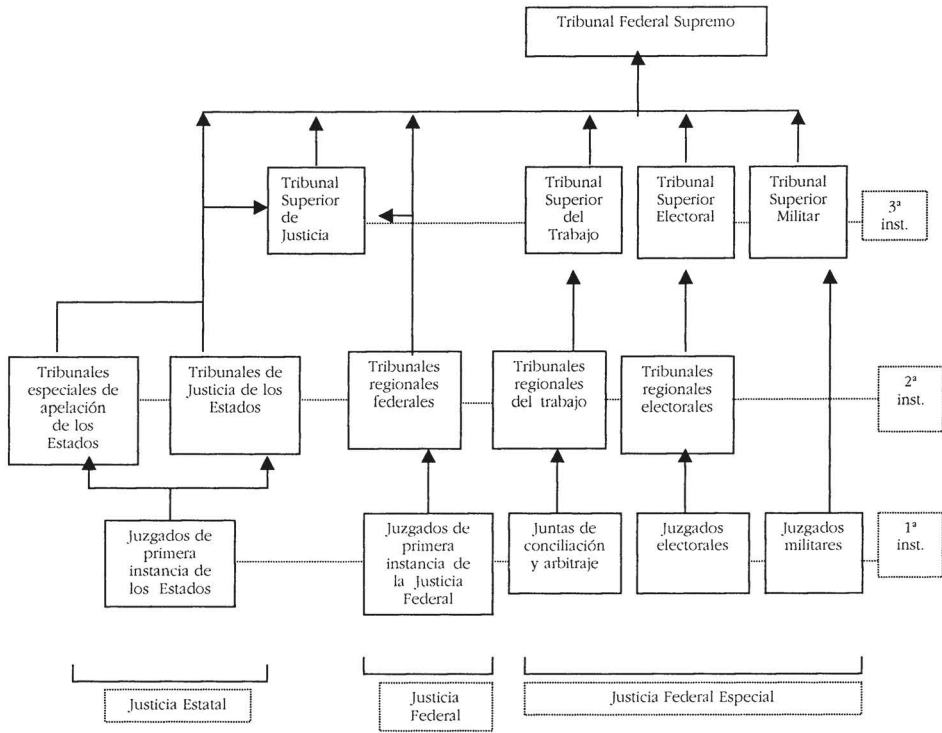 Tribunal Federal Supremo
Tribunal
Superior
de
Justicia
Tribunal
Superior
del
Trabajo
Tribunal
Superior
Electoral
Tribunal
Superior
Militar
3ª
inst.
Tribunales
especiales de
apelación
de los
Estados
Tribunales de
Justicia de los
Estados
Tribunales
regionales
federales
Tribunales
regionales
del trabajo
Tribunales
regionales
electorales
2ª
inst.
Juzgados de
primera
instancia de
los Estados
Juzgados de
primera
instancia de
la Justicia
Federal
Juntas de
conciliación
y arbitraje
Juzgados
electorales
Juzgados
militares
1ª
inst.
Justicia Estatal
Justicia
Federal
Justicia Federal Especial